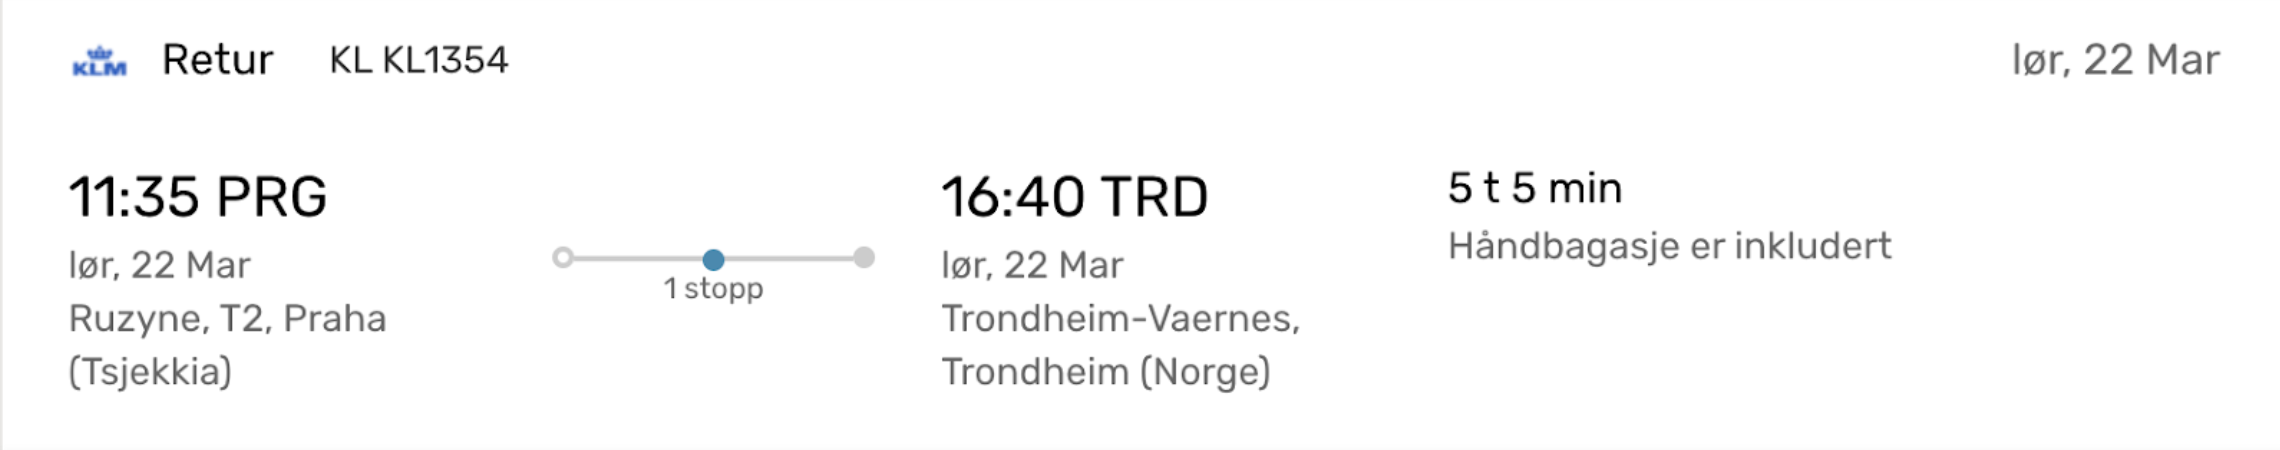 KLM Retur KL KL1354 lør, 22 Mar
11:35 PRG
lør, 22 Mar
Ruzyne, T2, Praha
(Tsjekkia)
1 stopp
16:40 TRD
lør, 22 Mar
Trondheim-Vaernes,
Trondheim (Norge)
5 t 5 min
Håndbagasje er inkludert